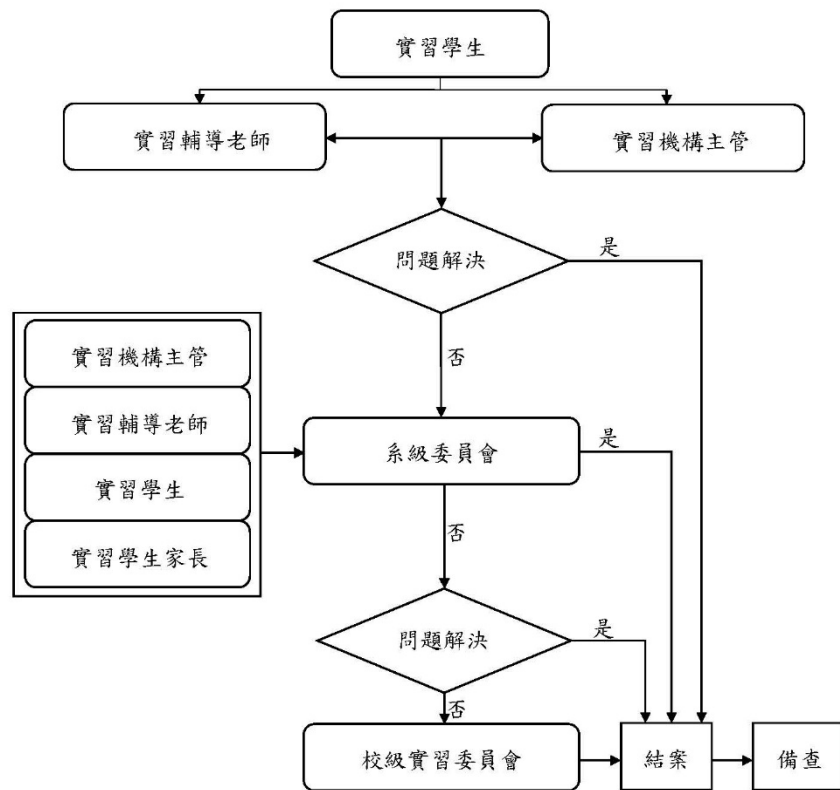 實習學生
實習輔導老師
實習機構主管
問題解決
是
否
實習機構主管
實習輔導老師
實習學生
實習學生家長
系級委員會
是
否
問題解決
是
否
校級實習委員會
結案
備查